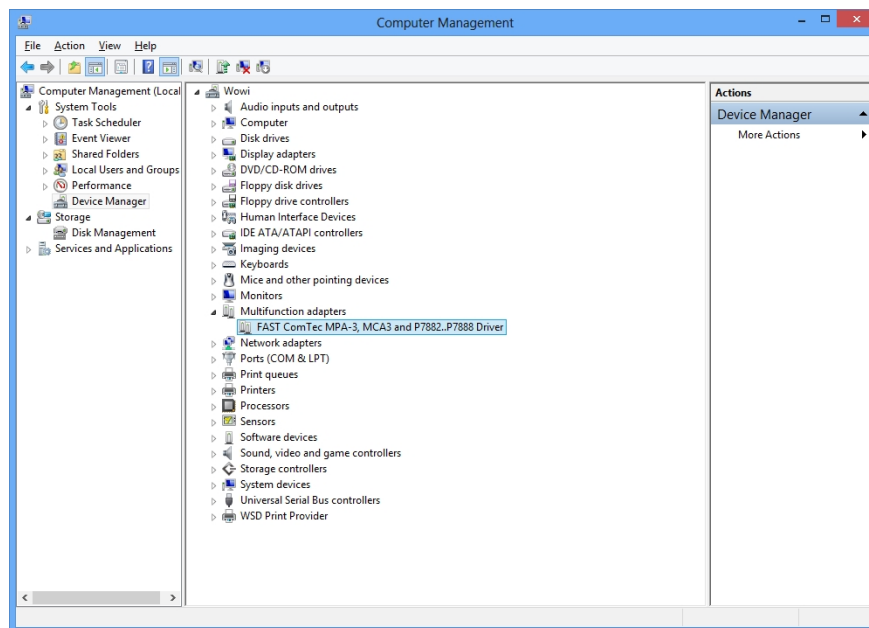 Computer Management
File Action View Help
Computer Management (Local
System Tools
Task Scheduler
Event Viewer
Shared Folders
Local Users and Groups
Performance
Device Manager
Storage
Disk Management
Services and Applications
Wowi
Audio inputs and outputs
Computer
Disk drives
Display adapters
DVD/CD-ROM drives
Floppy disk drives
Floppy drive controllers
Human Interface Devices
IDE ATA/ATAPI controllers
Imaging devices
Keyboards
Mice and other pointing devices
Monitors
Multifunction adapters
FAST ComTec MPA-3, MCA3 and P7882..P7888 Driver
Network adapters
Ports (COM & LPT)
Print queues
Printers
Processors
Sensors
Software devices
Sound, video and game controllers
Storage controllers
System devices
Universal Serial Bus controllers
WSD Print Provider
Actions
Device Manager
More Actions